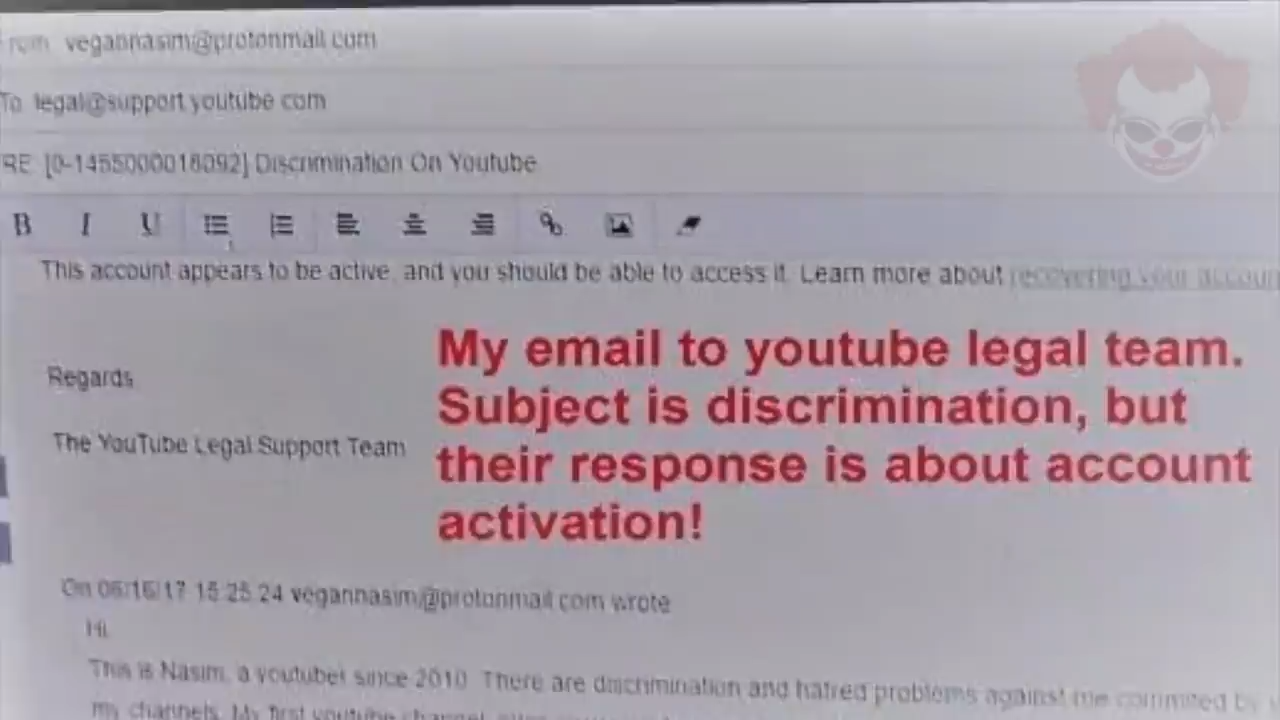 From vegannasim@protonmail.com
To legal@support.youtube.com
RE: [0-1455000018092] Discrimination On Youtube
B I U
This account appears to be active, and you should be able to access it. Learn more about recovering your account
Regards
The YouTube Legal Support Team
My email to youtube legal team.
Subject is discrimination, but
their response is about account
activation!
On 06/16/17 15:25:24 vegannasim@protonmail.com wrote
Hi,
This is Nasim, a youtuber since 2010. There are discrimination and hatred problems against me commited by
my channels. My first youtube channel